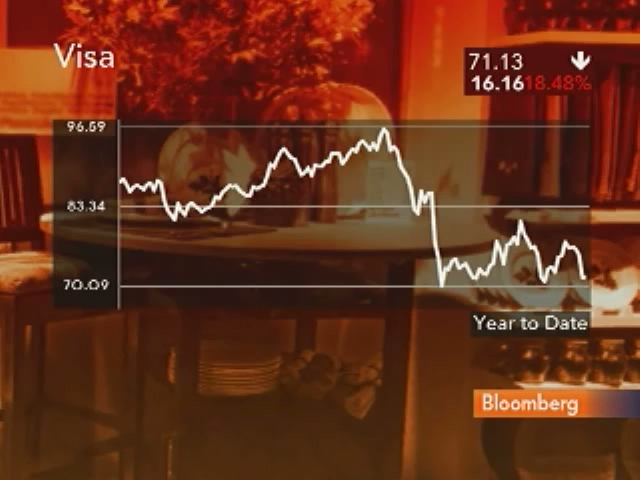 Visa
71.13
16.16 18.48%
96.59
83.34
70.09
Year to Date
Bloomberg